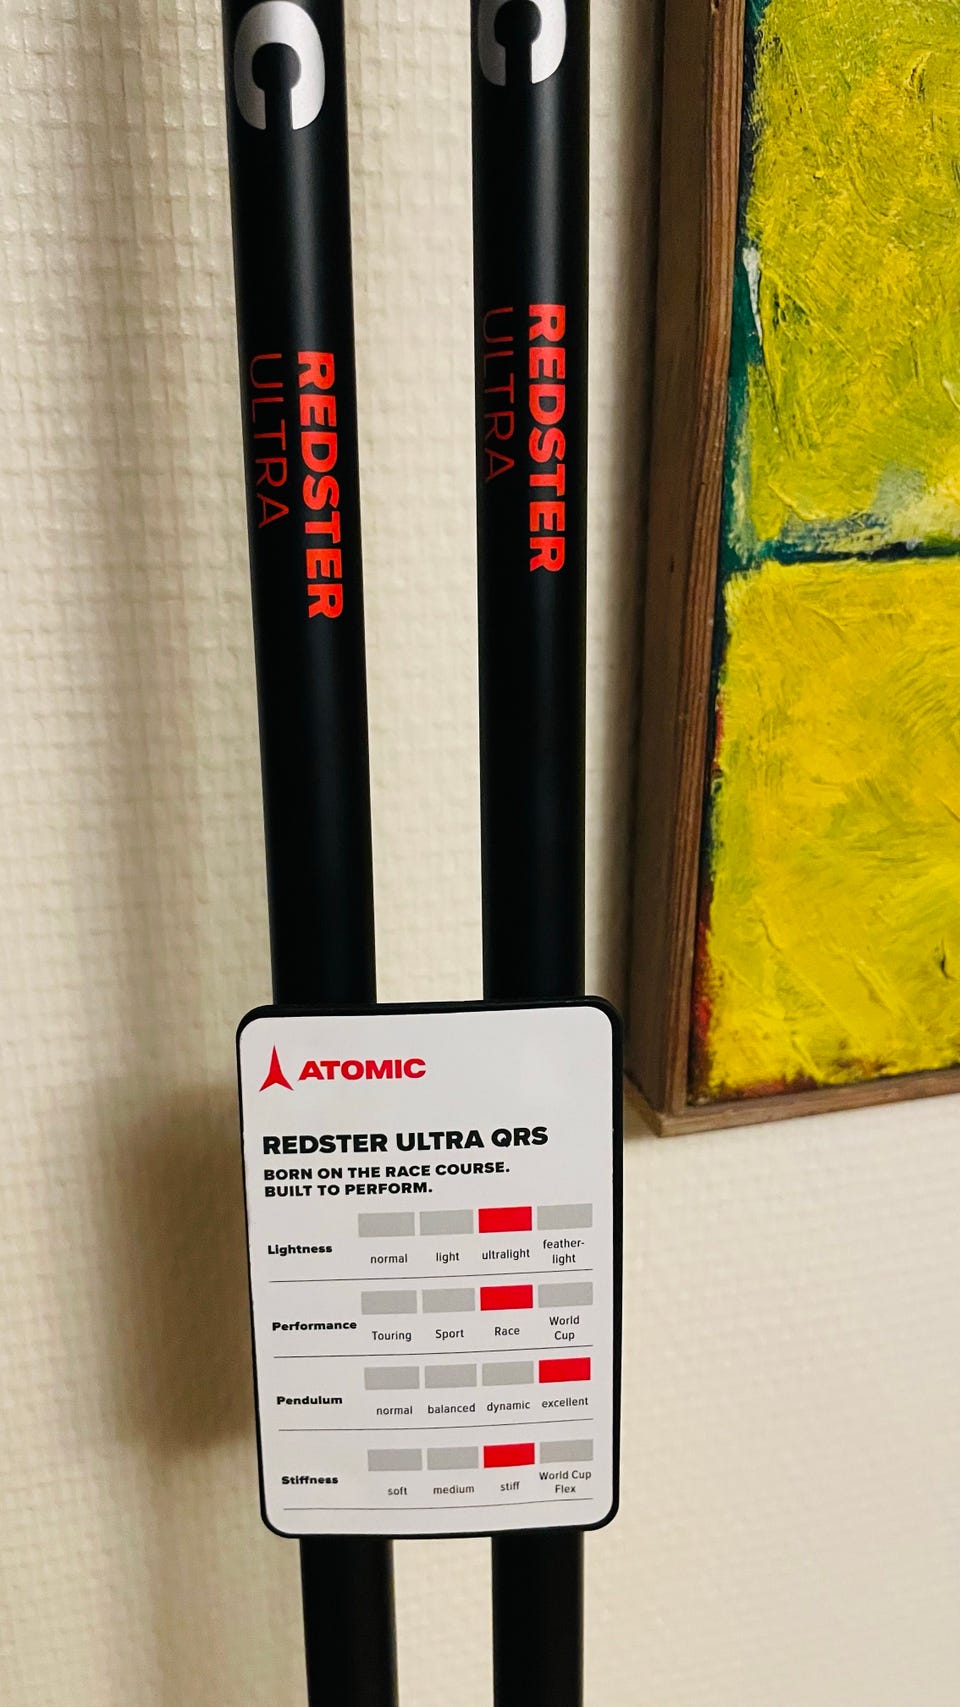 C
C
REDSTER
ULTRA
REDSTER
ULTRA
ATOMIC
REDSTER ULTRA QRS
BORN ON THE RACE COURSE.
BUILT TO PERFORM.
Lightness
normal light ultralight feather-
light
Performance
Touring Sport Race World
Cup
Pendulum
normal balanced dynamic excellent
Stiffness
soft medium stiff World Cup
Flex